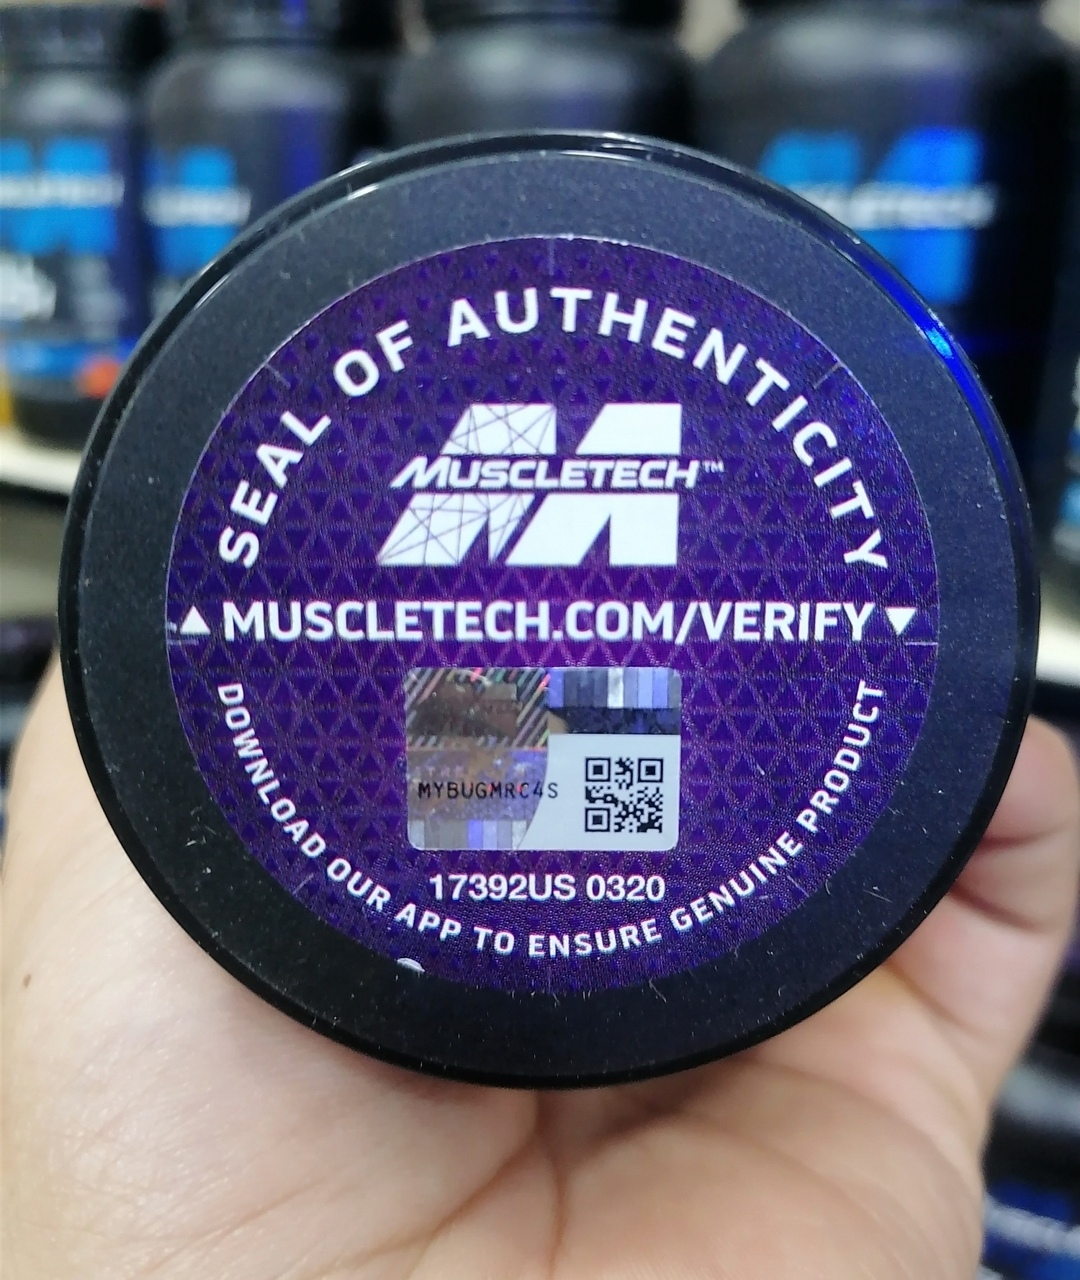 SEAL OF AUTHENTICITY
MUSCLETECH™
▲MUSCLETECH.COM/VERIFY▼
MYBUGMRC4S
17392US 0320
DOWNLOAD OUR APP TO ENSURE GENUINE PRODUCT